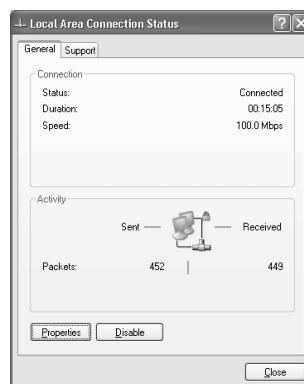 Local Area Connection Status
General Support
Connection
Status: Connected
Duration: 00:15:05
Speed: 100.0 Mbps
Activity
Sent Received
Packets: 452 449
Properties Disable
Close